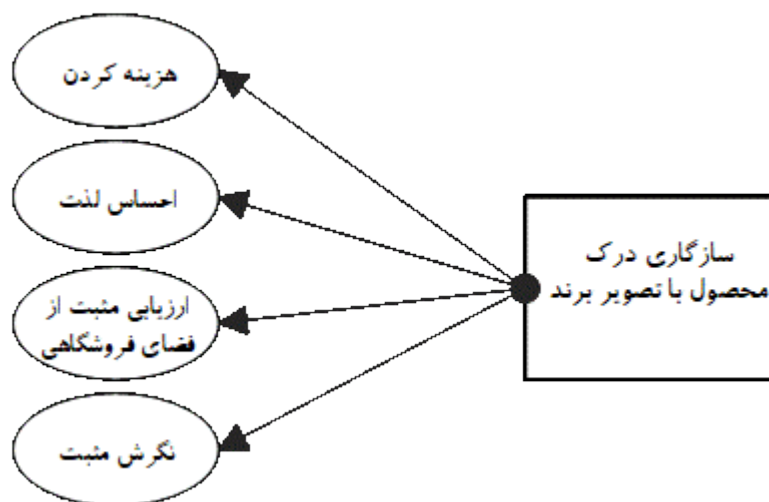 سازگاری درک
محصول با تصویر برند
هزینه کردن
احساس لذت
ارزیابی مثبت از
فضای فروشگاهی
نگرش مثبت